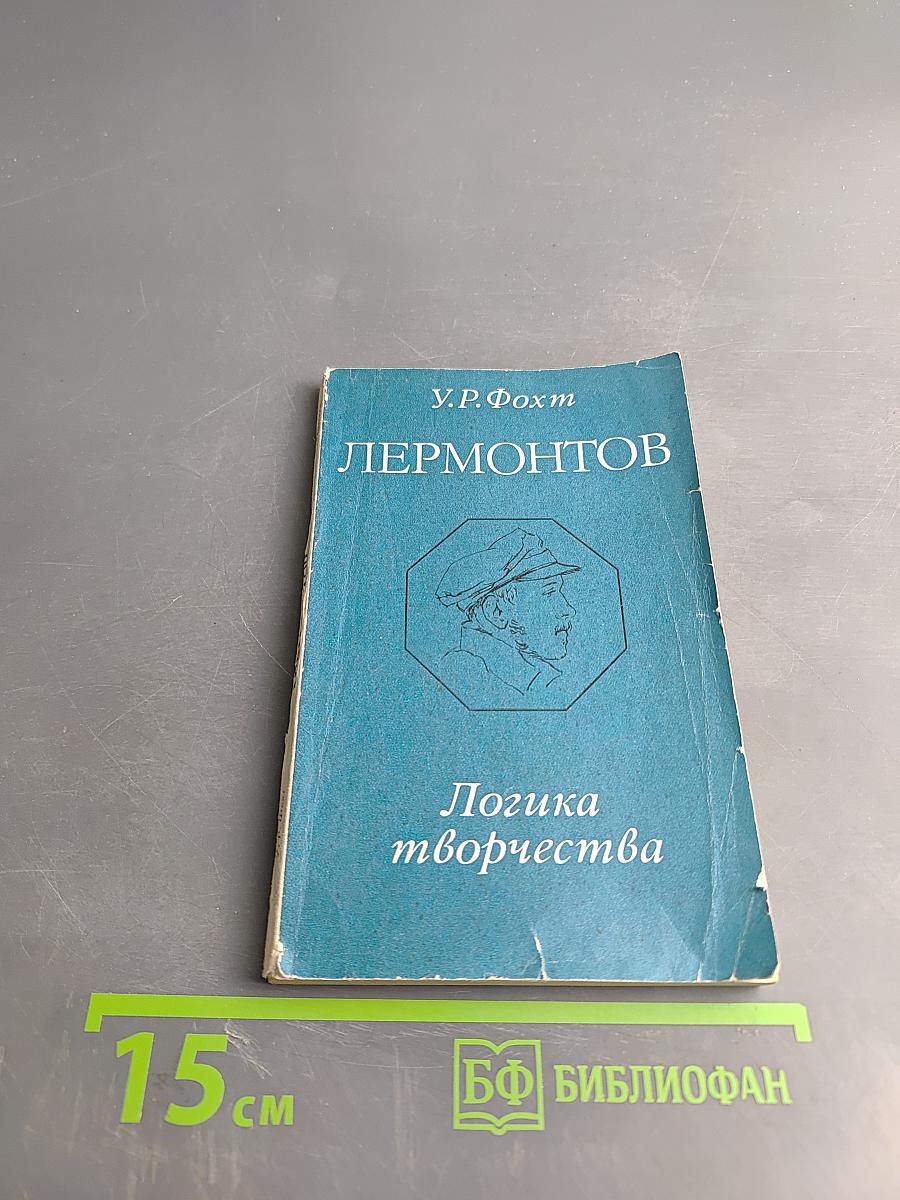 У.Р.Фохт
ЛЕРМОНТОВ
Логика
творчества
15 см
БФ БИБЛИОФАН